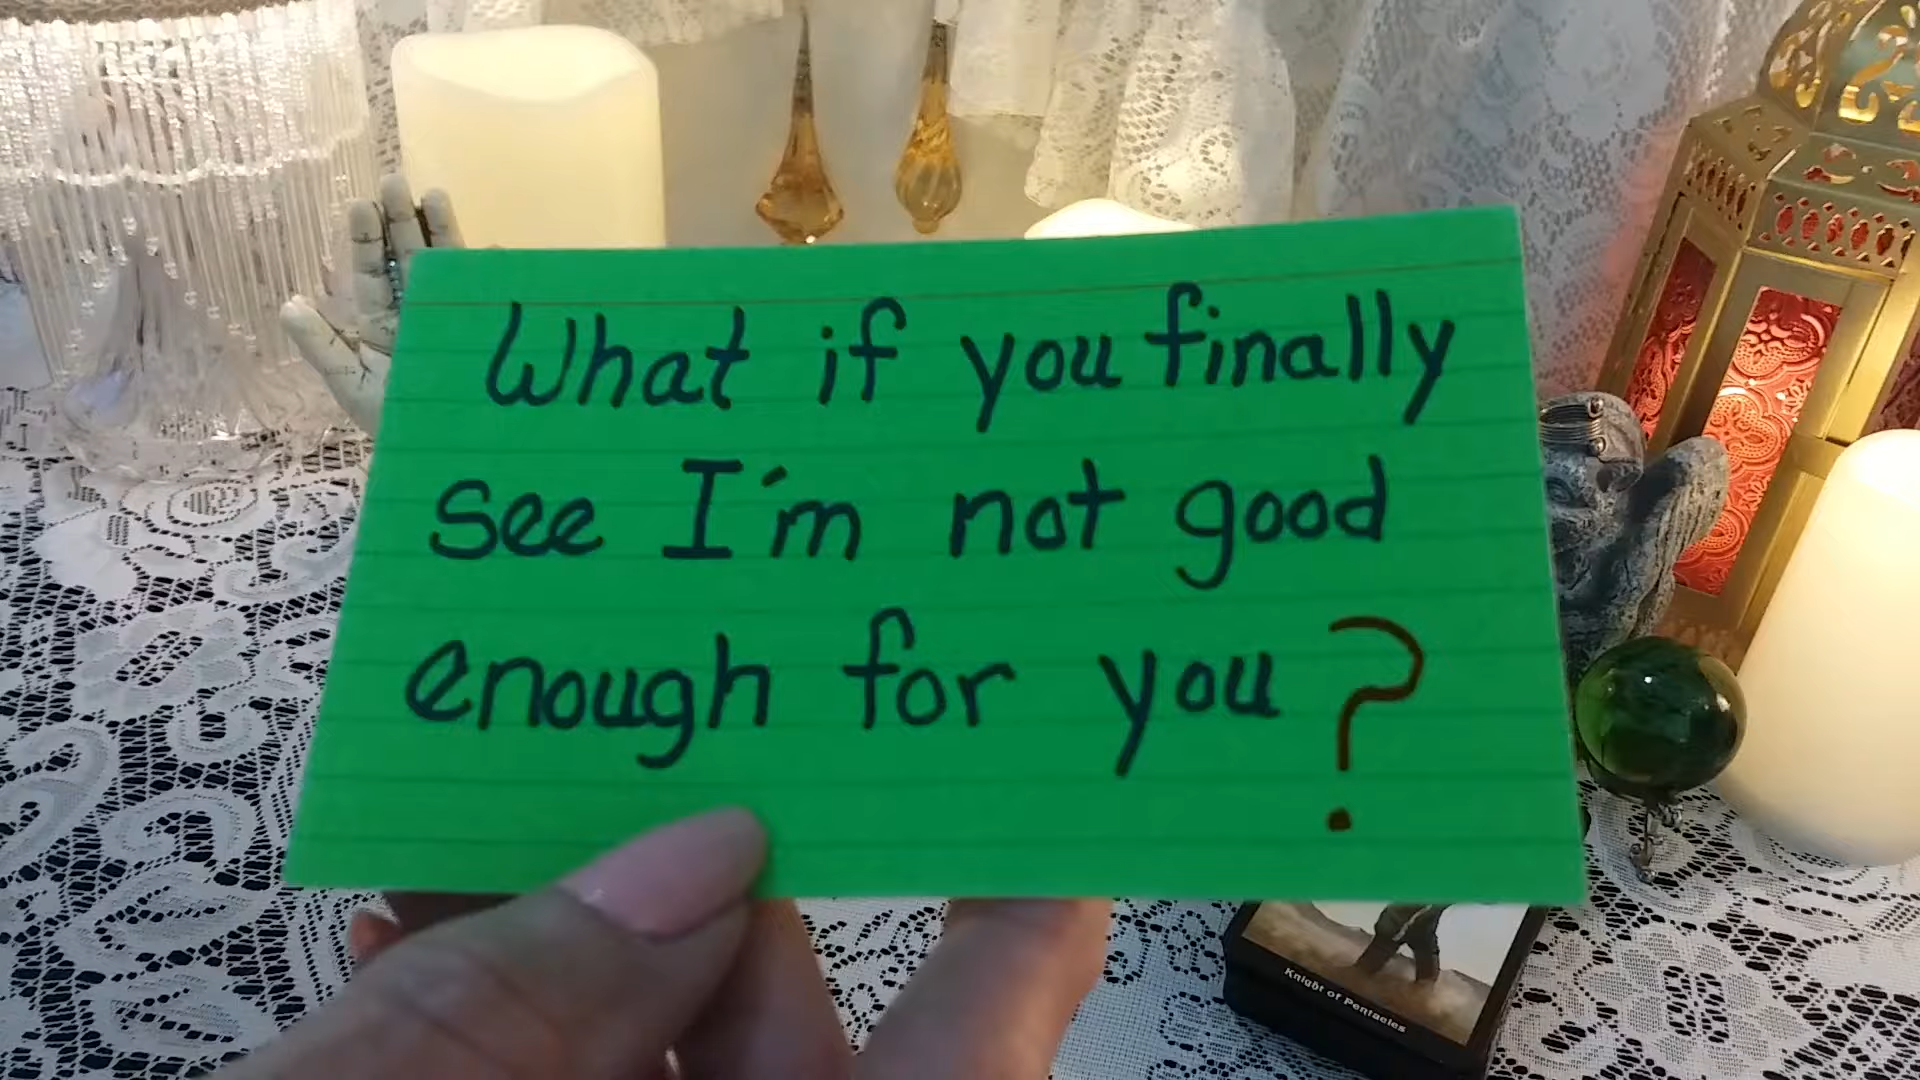 What if you finally
see I'm not good
enough for you?
Knight of Pentacles